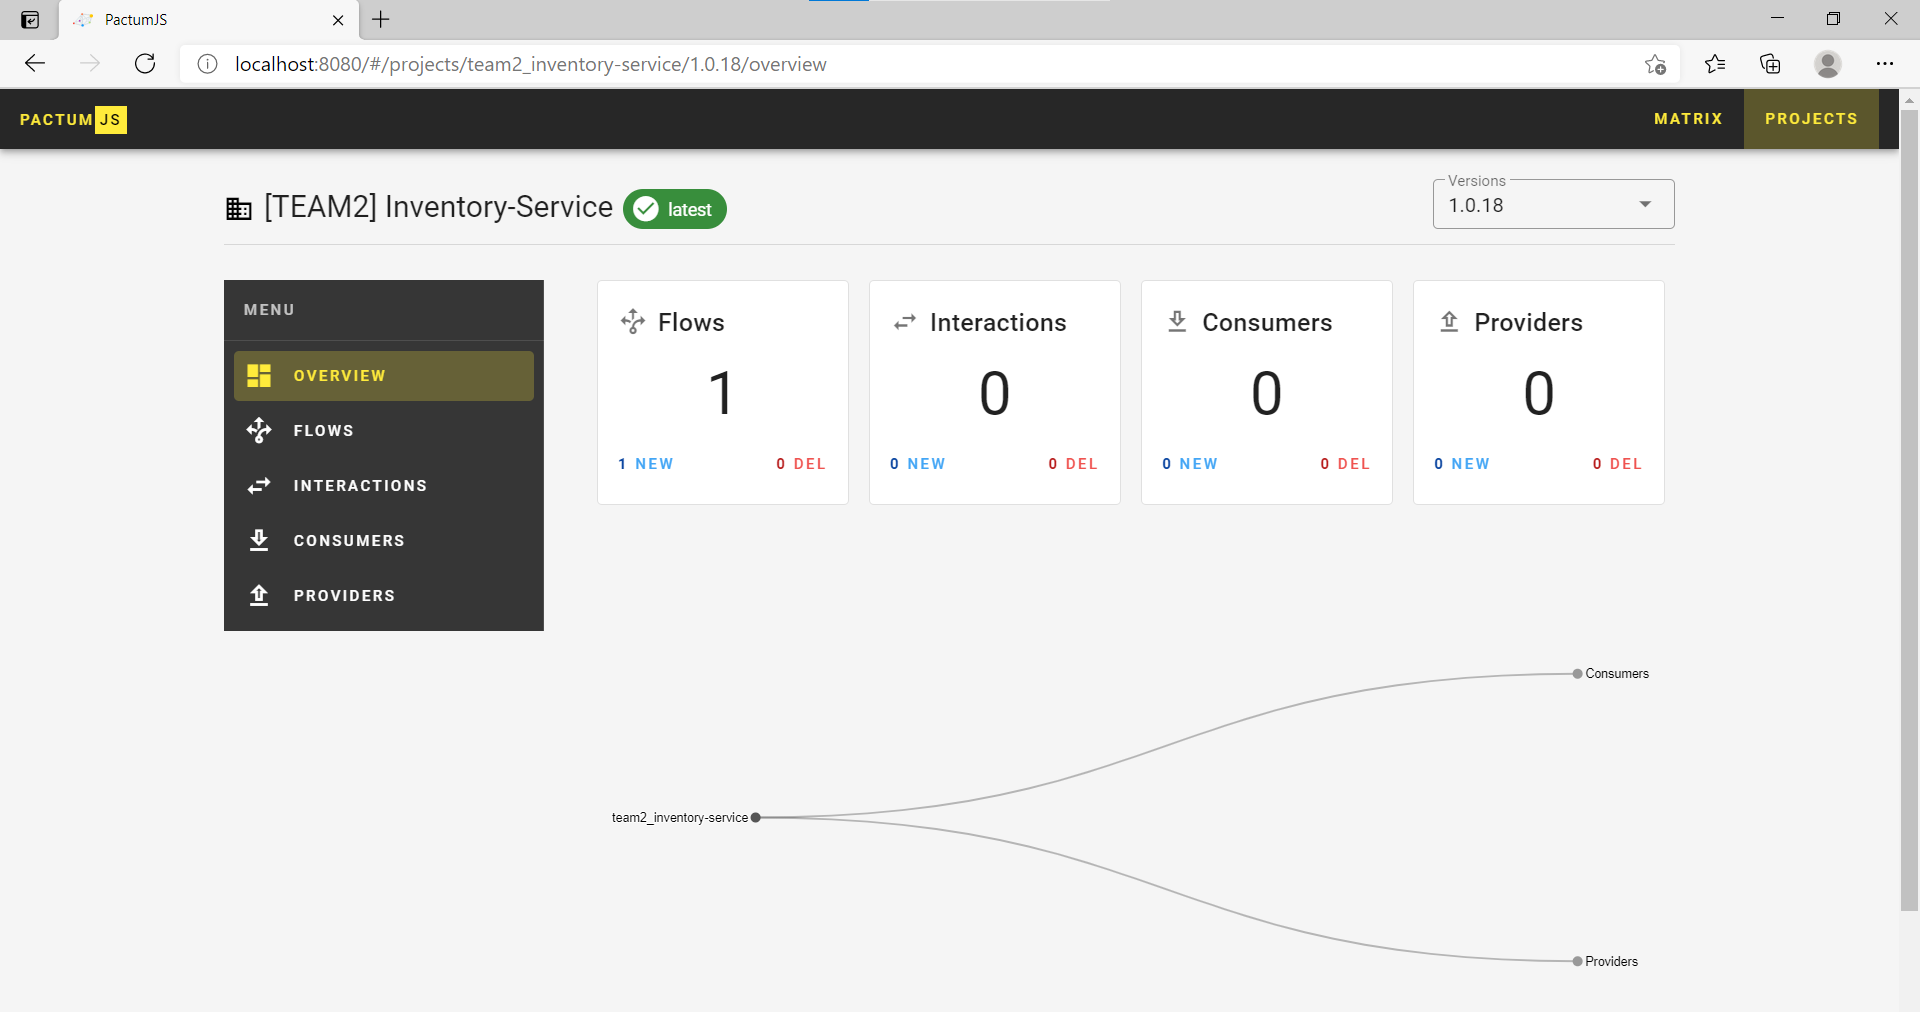 PactumJS
localhost:8080/#/projects/team2_inventory-service/1.0.18/overview
PACTUM JS
MATRIX
PROJECTS
[TEAM2] Inventory-Service
latest
Versions
1.0.18
MENU
OVERVIEW
FLOWS
INTERACTIONS
CONSUMERS
PROVIDERS
Flows
1
1 NEW
0 DEL
Interactions
0
0 NEW
0 DEL
Consumers
0
0 NEW
0 DEL
Providers
0
0 NEW
0 DEL
Consumers
team2_inventory-service
Providers